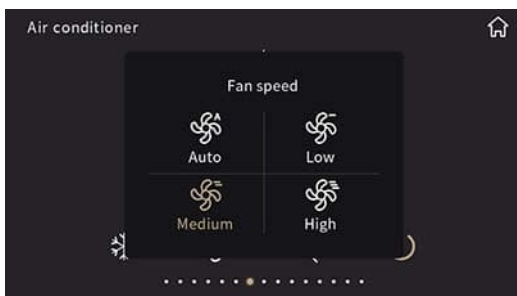 Air conditioner
Fan speed
Auto
Low
Medium
High